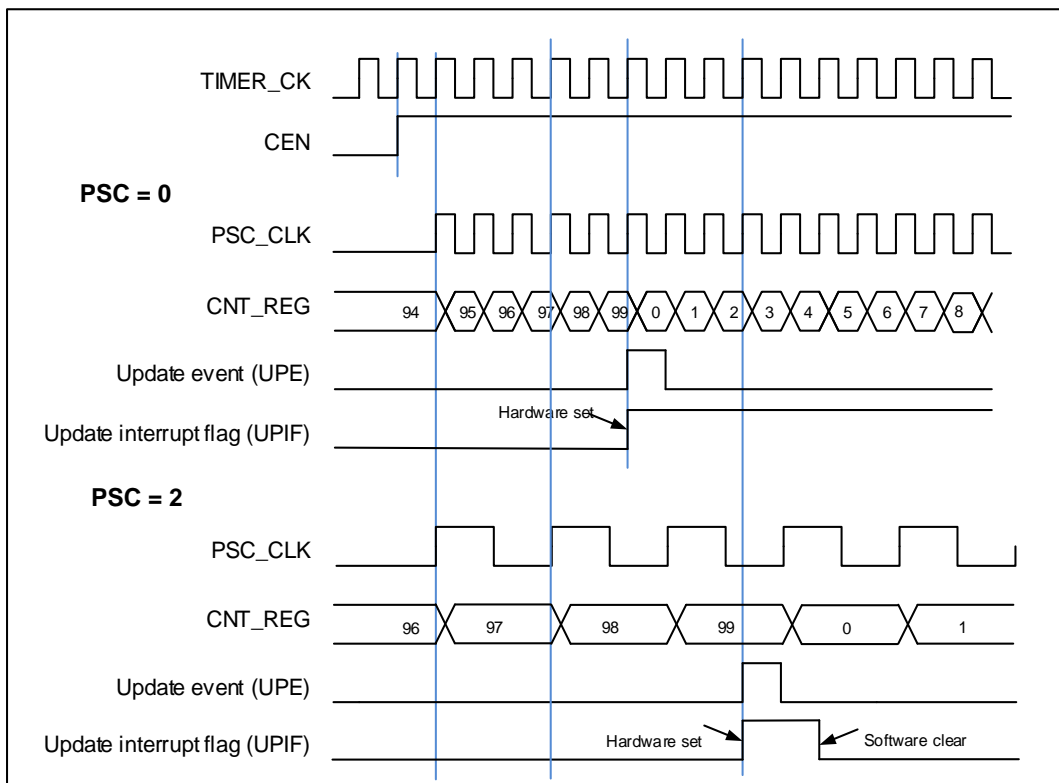 TIMER_CK
CEN
PSC = 0
PSC_CLK
CNT_REG 94 95 96 97 98 99 0 1 2 3 4 5 6 7 8
Update event (UPE)
Hardware set
Update interrupt flag (UPIF)
PSC = 2
PSC_CLK
CNT_REG 96 97 98 99 0 1
Update event (UPE)
Update interrupt flag (UPIF) Hardware set Software clear